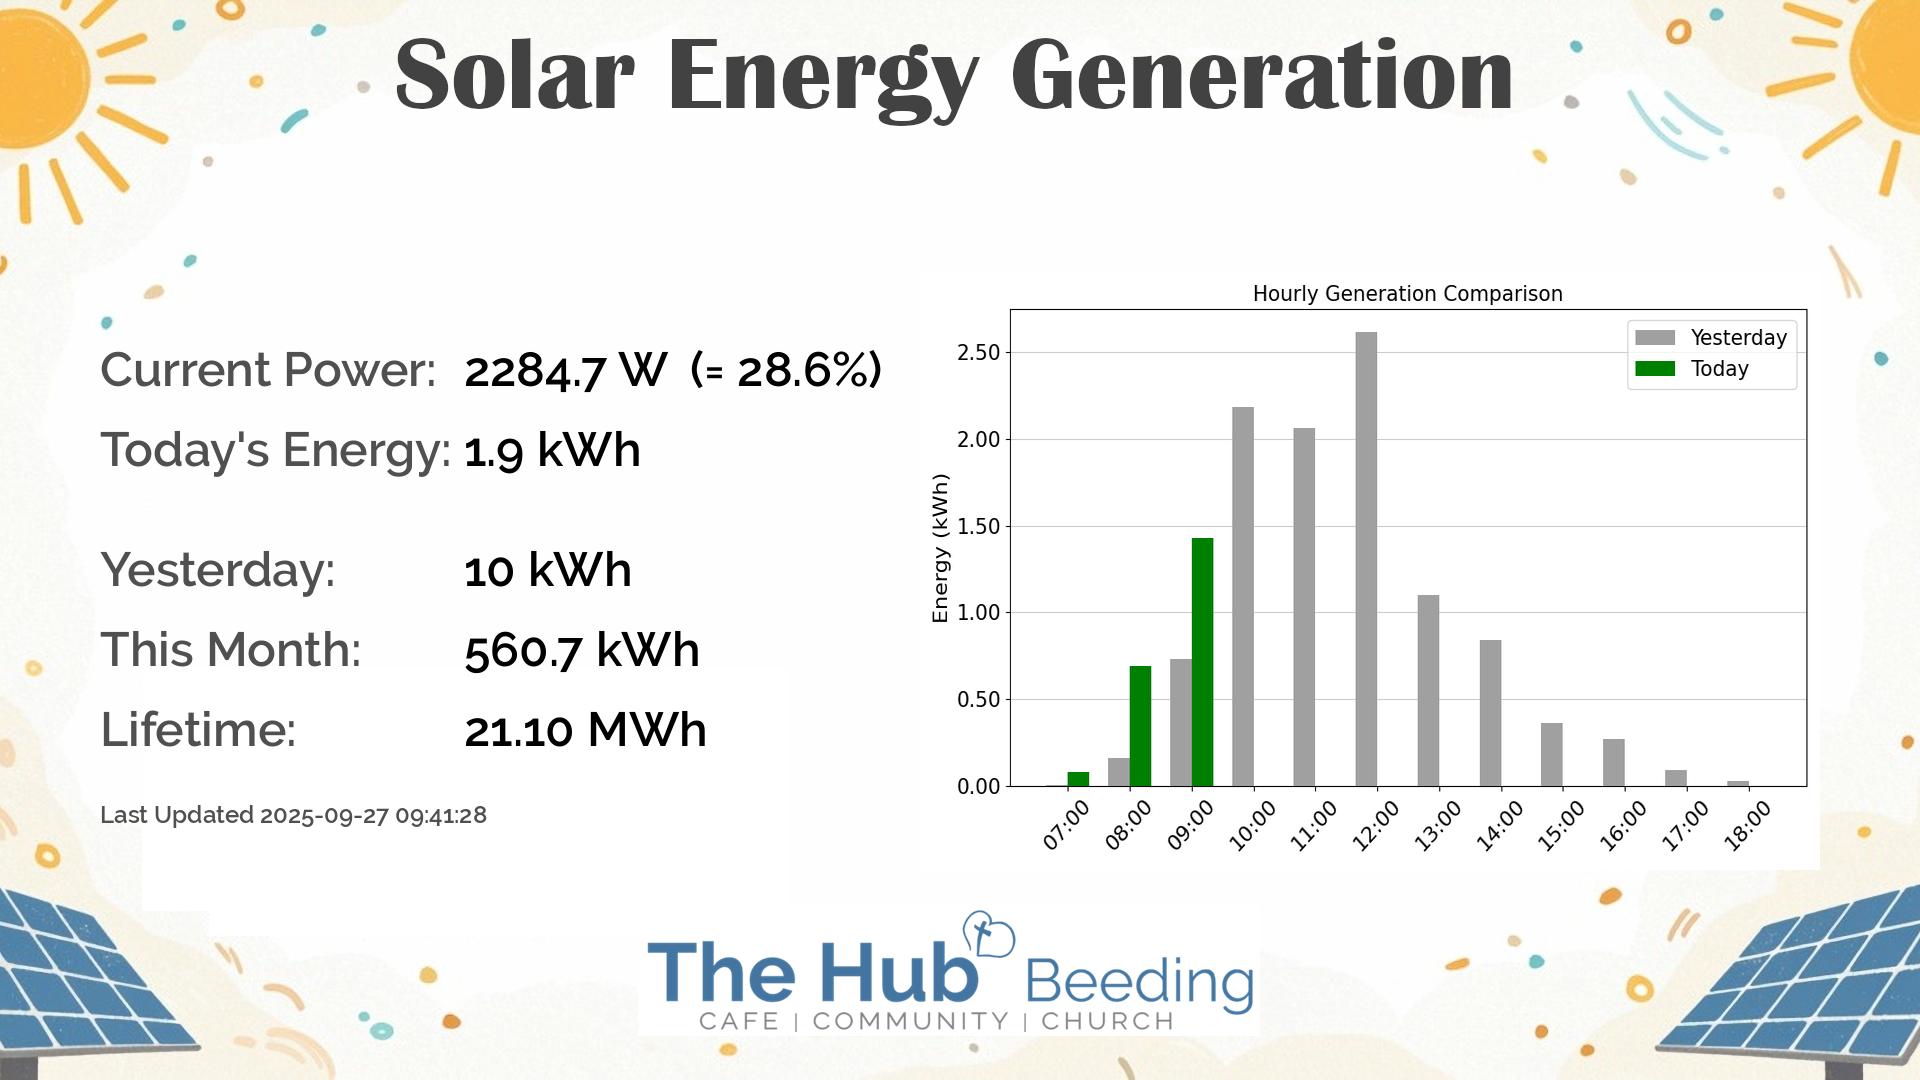 Solar Energy Generation
Current Power: 2284.7 W (= 28.6%)
Today's Energy: 1.9 kWh
Yesterday: 10 kWh
This Month: 560.7 kWh
Lifetime: 21.10 MWh
Last Updated 2025-09-27 09:41:28
Hourly Generation Comparison
Yesterday
Today
Energy (kWh)
2.50
2.00
1.50
1.00
0.50
0.00
07:00 08:00 09:00 10:00 11:00 12:00 13:00 14:00 15:00 16:00 17:00 18:00
The Hub Beeding
CAFE | COMMUNITY | CHURCH